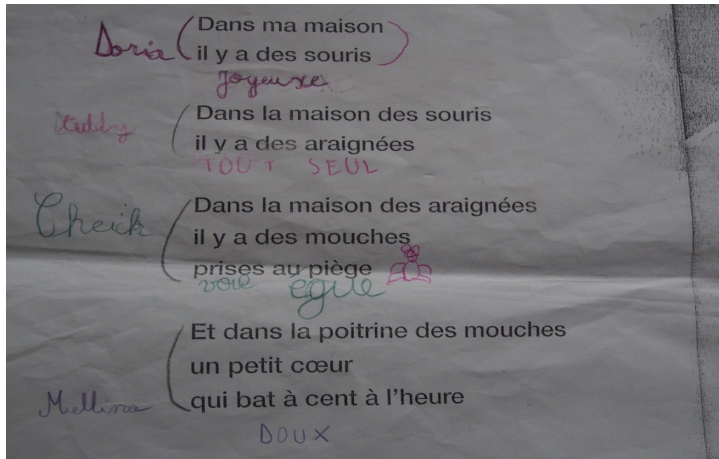 Dans ma maison
Doria
il y a des souris
Joyeuse
Dans la maison des souris
il y a des araignées
TOUT SEUL
Dans la maison des araignées
Cheik
il y a des mouches
prises au piège
voie egue
Et dans la poitrine des mouches
un petit cœur
Mellina qui bat à cent à l'heure
DOUX